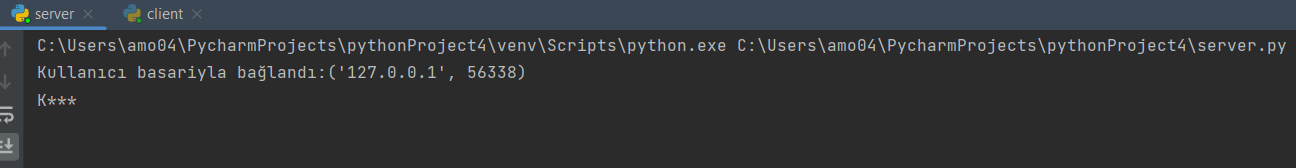 server client
C:\Users\amo04\PycharmProjects\pythonProject4\venv\Scripts\python.exe C:\Users\amo04\PycharmProjects\pythonProject4\server.py
Kullanıcı basariyla bağlandı:('127.0.0.1', 56338)
K***